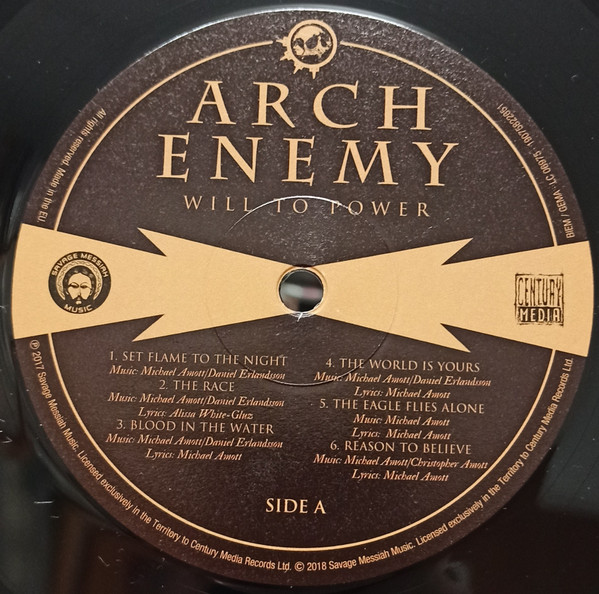 ARCH
ENEMY
WILL TO POWER
SAVAGE MESSIAH
MUSIC
CENTURY
MEDIA
1. SET FLAME TO THE NIGHT
Music: Michael Amott/Daniel Erlandsson
2. THE RACE
Music: Michael Amott/Daniel Erlandsson
Lyrics: Alissa White-Gluz
3. BLOOD IN THE WATER
Music: Michael Amott/Daniel Erlandsson
Lyrics: Michael Amott
4. THE WORLD IS YOURS
Music: Michael Amott/Daniel Erlandsson
Lyrics: Michael Amott
5. THE EAGLE FLIES ALONE
Music: Michael Amott
Lyrics: Michael Amott
6. REASON TO BELIEVE
Music: Michael Amott/Christopher Amott
Lyrics: Michael Amott
SIDE A
All rights reserved. Made in the EU.
BIEM / GEMA · LC 06975 · 19075822851
℗ 2017 Savage Messiah Music. Licensed exclusively in the Territory to Century Media Records Ltd. © 2018 Savage Messiah Music. Licensed exclusively in the Territory to Century Media Records Ltd.